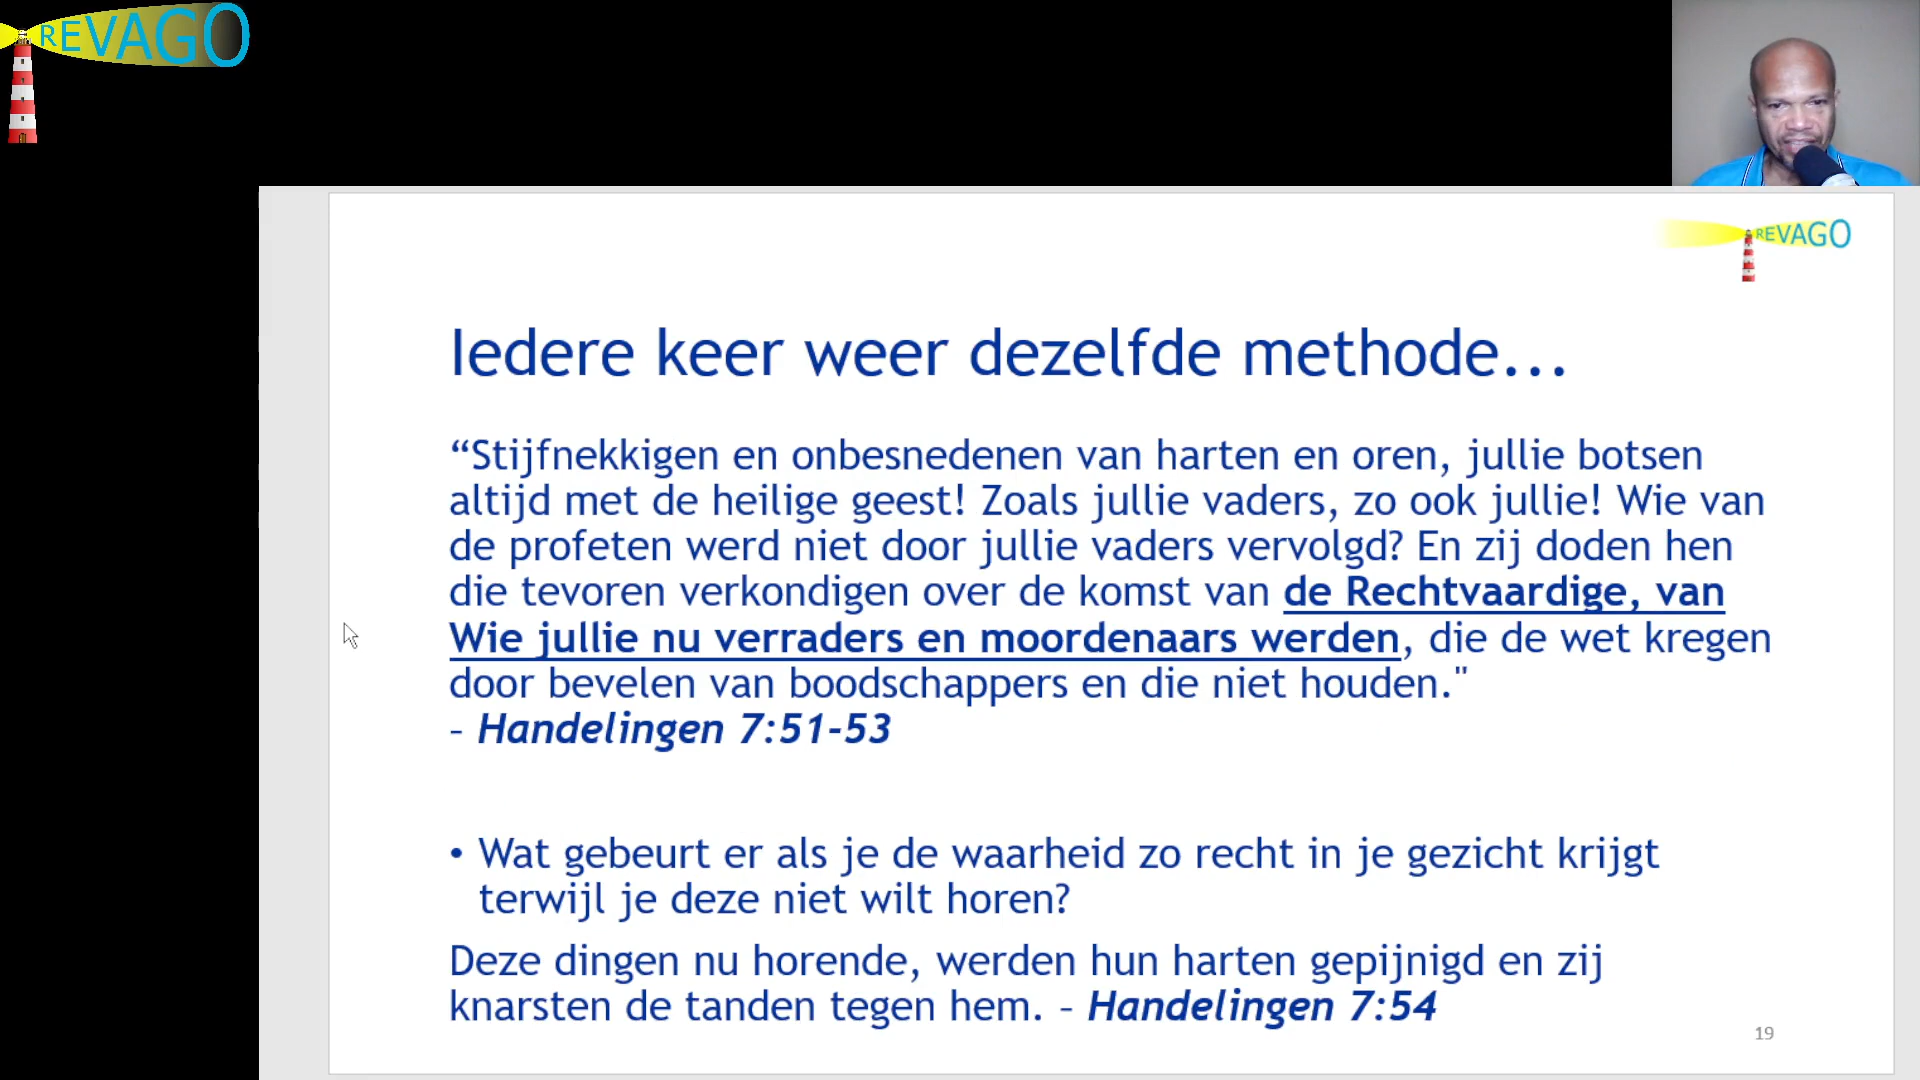 REVAGO
REVAGO
Iedere keer weer dezelfde methode...
“Stijfnekkigen en onbesnedenen van harten en oren, jullie botsen
altijd met de heilige geest! Zoals jullie vaders, zo ook jullie! Wie van
de profeten werd niet door jullie vaders vervolgd? En zij doden hen
die tevoren verkondigen over de komst van de Rechtvaardige, van
Wie jullie nu verraders en moordenaars werden, die de wet kregen
door bevelen van boodschappers en die niet houden."
– Handelingen 7:51-53
• Wat gebeurt er als je de waarheid zo recht in je gezicht krijgt
terwijl je deze niet wilt horen?
Deze dingen nu horende, werden hun harten gepijnigd en zij
knarsten de tanden tegen hem. – Handelingen 7:54
19